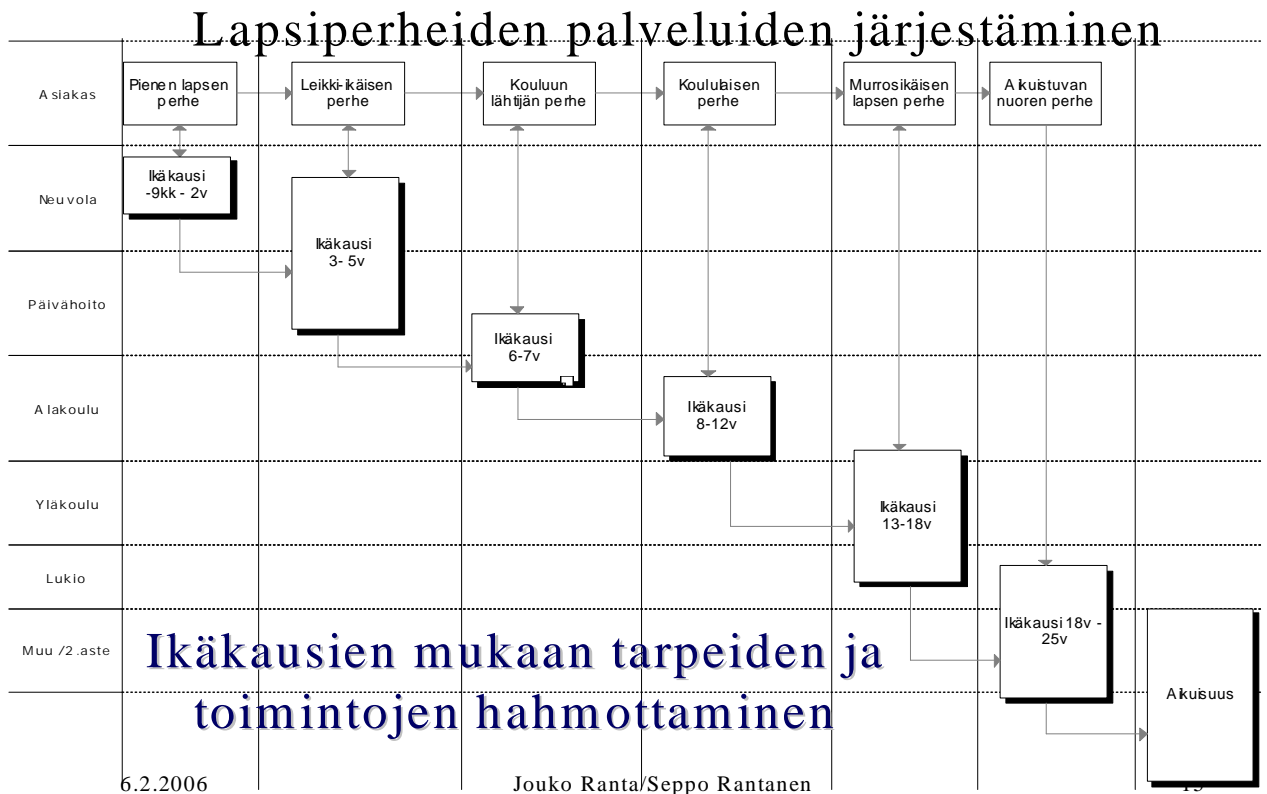 Lapsiperheiden palveluiden järjestäminen
Asiakas
Pienen lapsen
perhe
Leikki-ikäisen
perhe
Kouluun
lähtijän perhe
Koululaisen
perhe
Murrosikäisen
lapsen perhe
Aikuistuvan
nuoren perhe
Neuvola
Ikäkausi
-9kk - 2v
Ikäkausi
3- 5v
Päivähoito
Ikäkausi
6-7v
Alakoulu
Ikäkausi
8-12v
Yläkoulu
Ikäkausi
13-18v
Lukio
Muu /2.aste
Ikäkausi 18v -
25v
Aikuisuus
Ikäkausien mukaan tarpeiden ja
toimintojen hahmottaminen
6.2.2006
Jouko Ranta/Seppo Rantanen